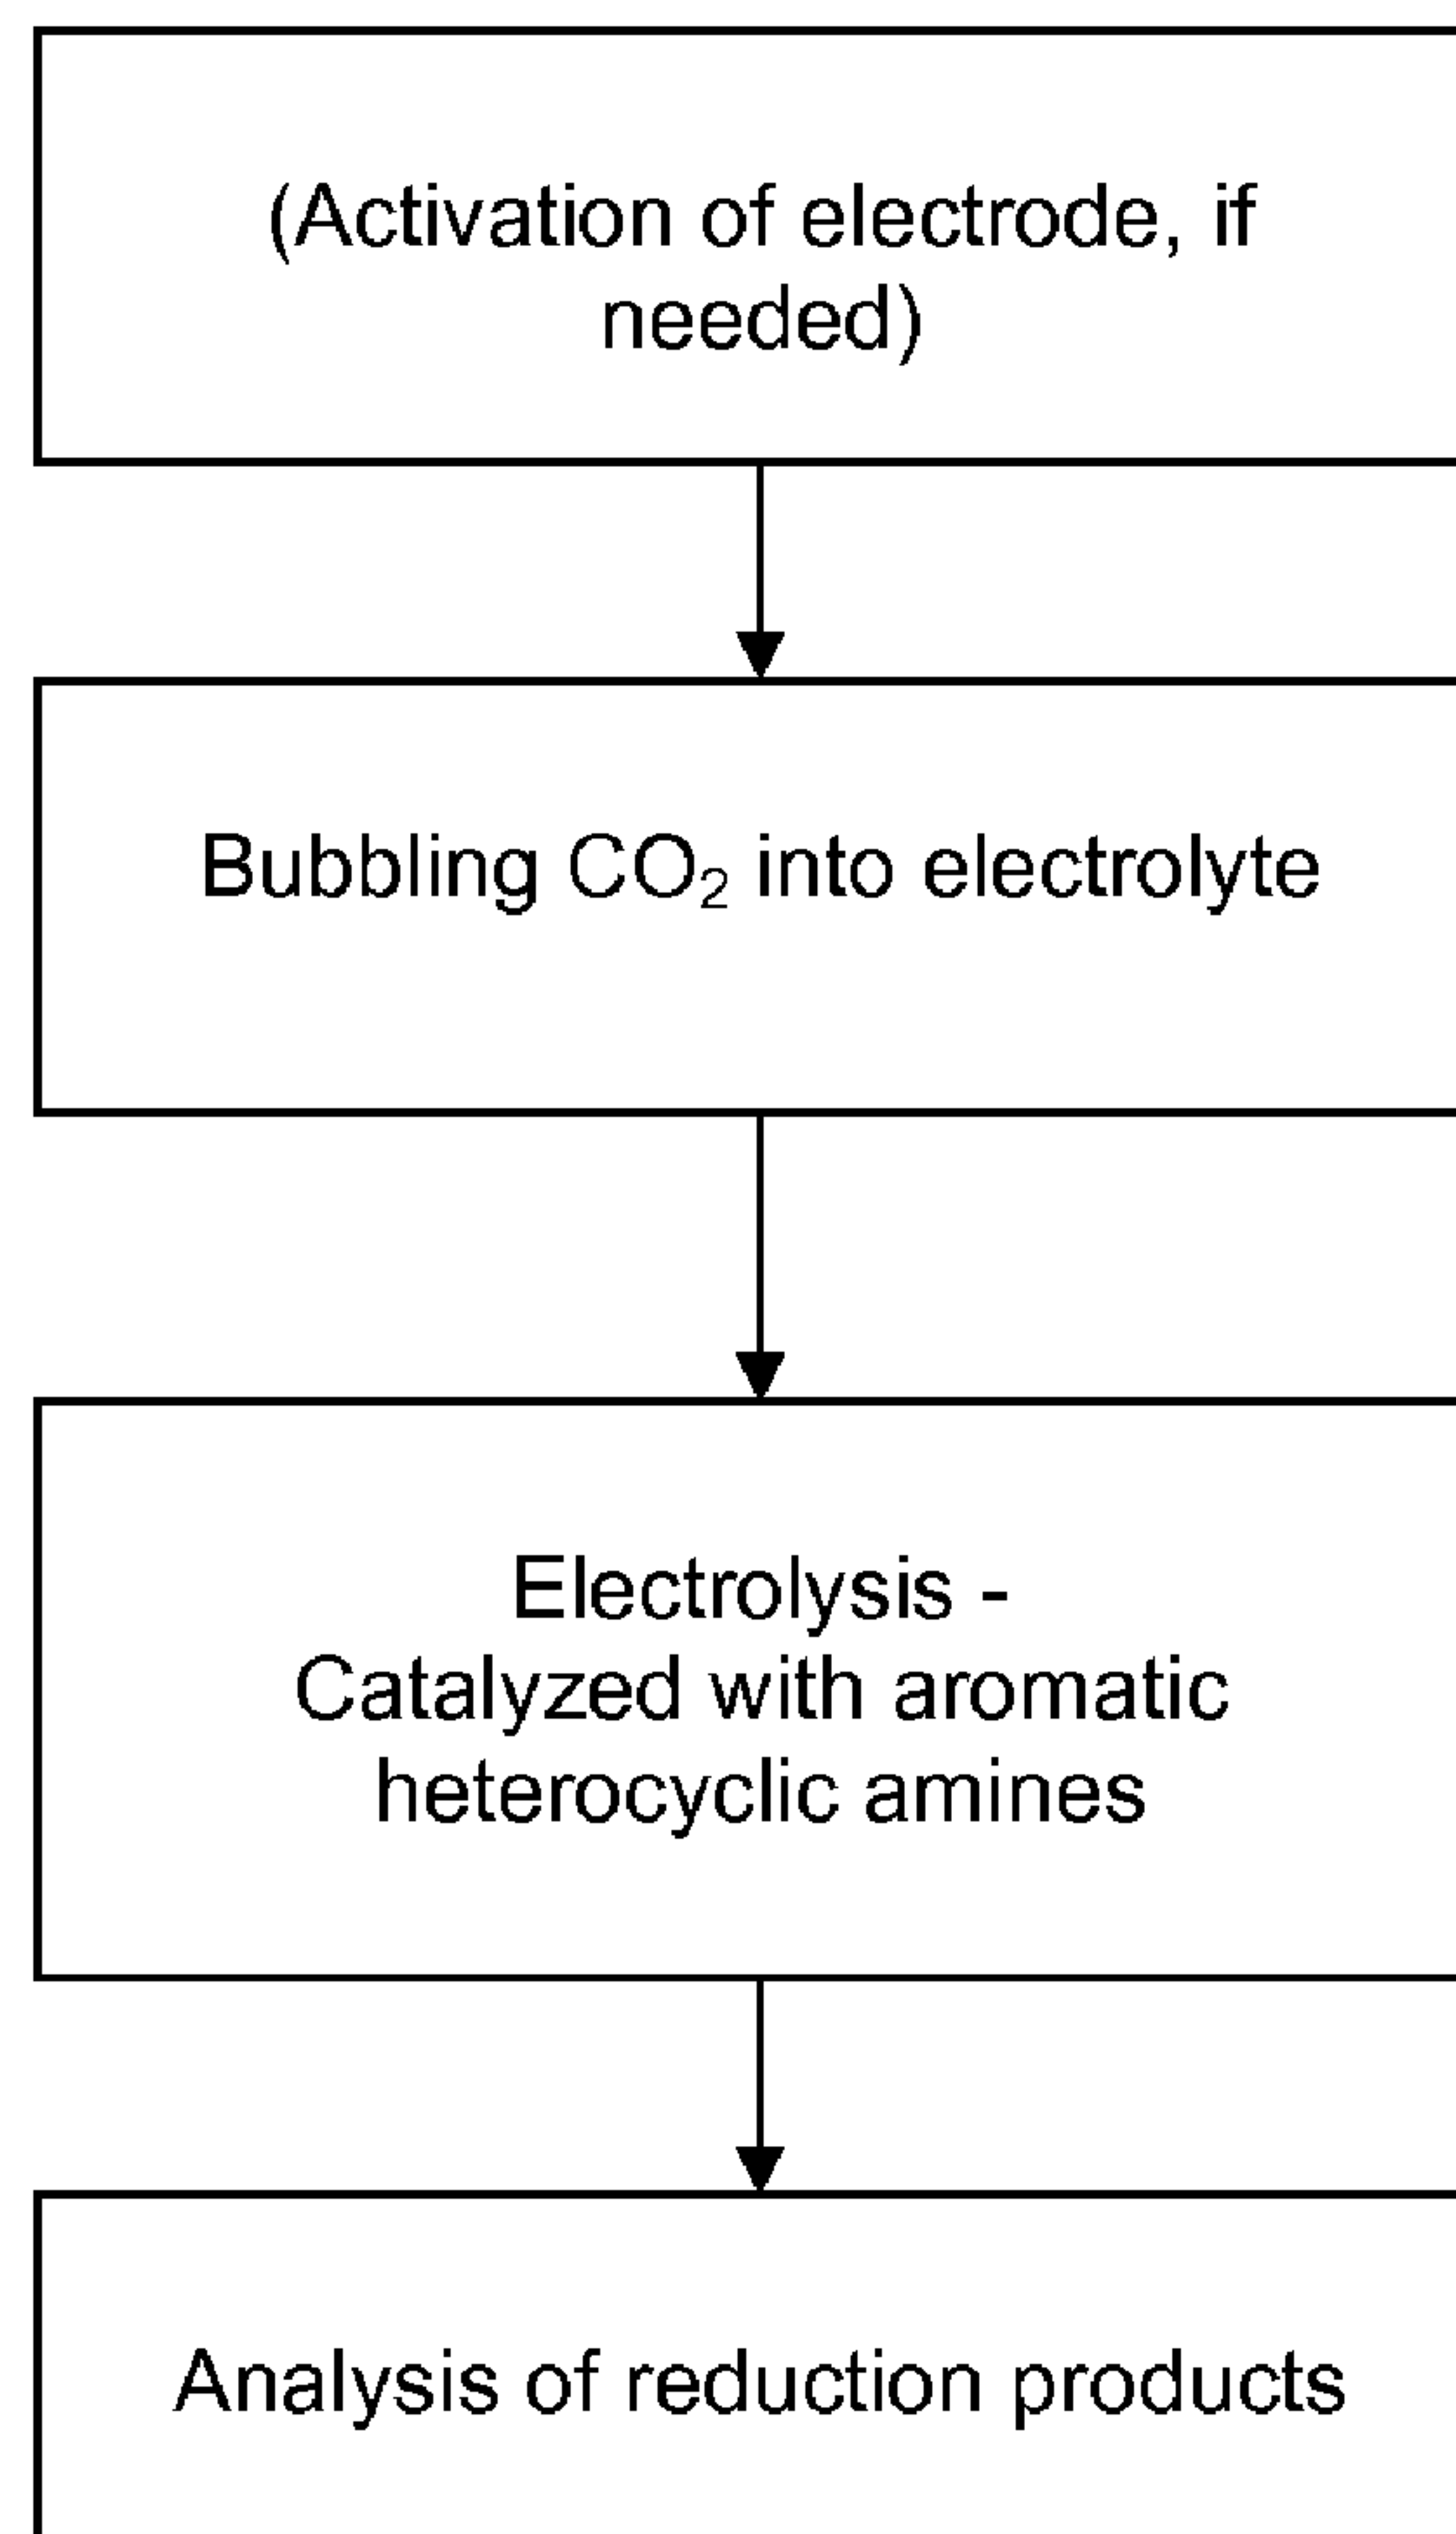 (Activation of electrode, if
needed)
Bubbling CO₂ into electrolyte
Electrolysis -
Catalyzed with aromatic
heterocyclic amines
Analysis of reduction products